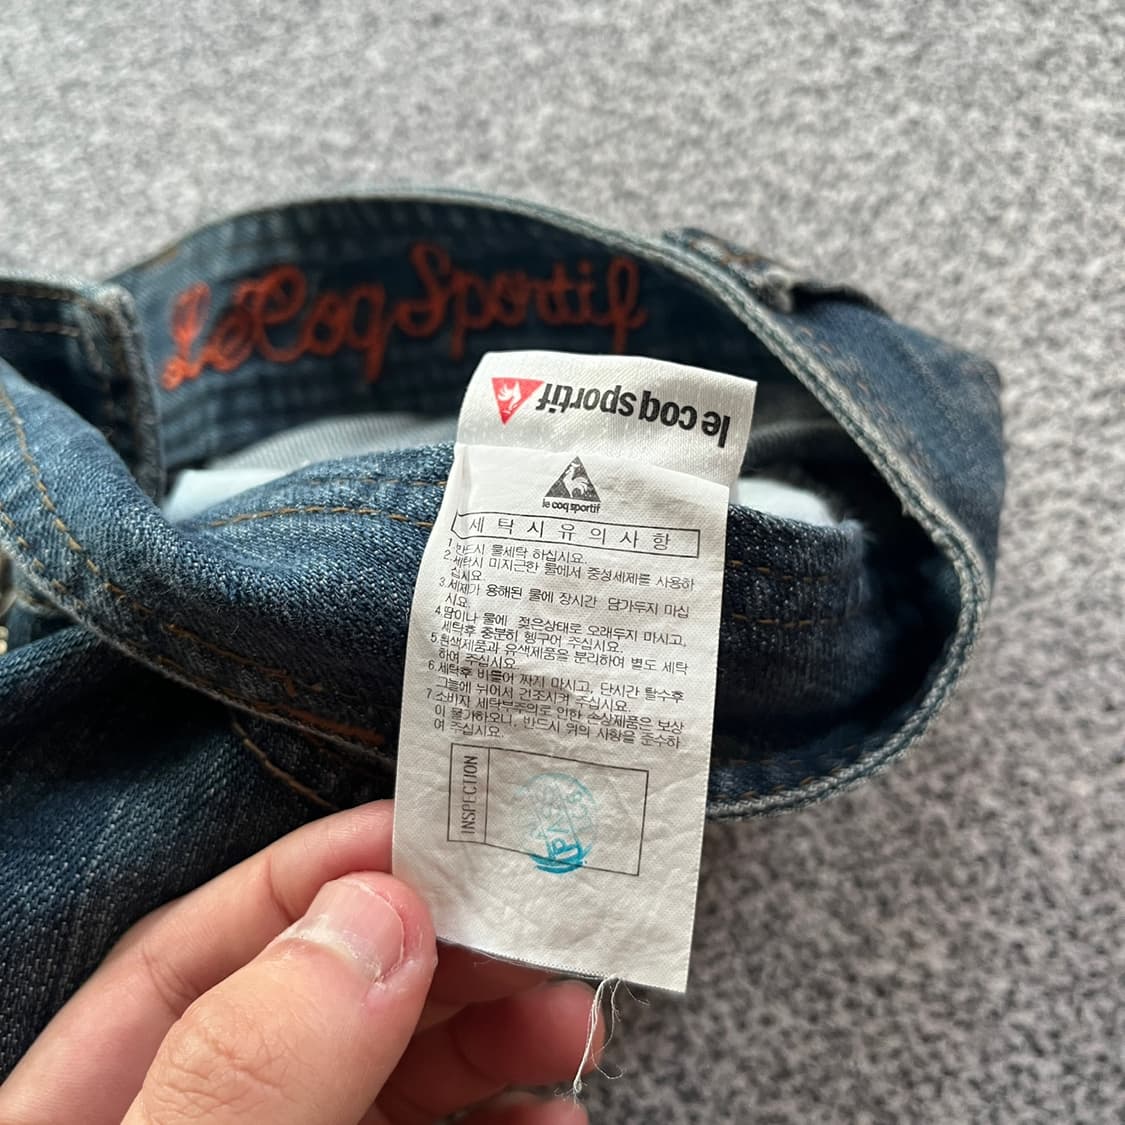 Le Coq Sportif
le coq sportif
le coq sportif
세탁시유의사항
1.반드시 물세탁 하십시요.
2.세탁시 미지근한 물에서 중성세제를 사용하
십시요.
3.세제가 용해된 물에 장시간 담가두지 마십
시요.
4.땀이나 물에 젖은상태로 오래두지 마시고,
세탁후 충분히 헹구어 주십시요.
5.흰색제품과 유색제품을 분리하여 별도 세탁
하여 주십시요.
6.세탁후 비틀어 짜지 마시고, 단시간 탈수후
그늘에 뉘어서 건조시켜 주십시요.
7.소비자 세탁부주의로 인한 손상제품은 보상
이 불가하오니, 반드시 위의 사항을 준수하
여 주십시요.
INSPECTION